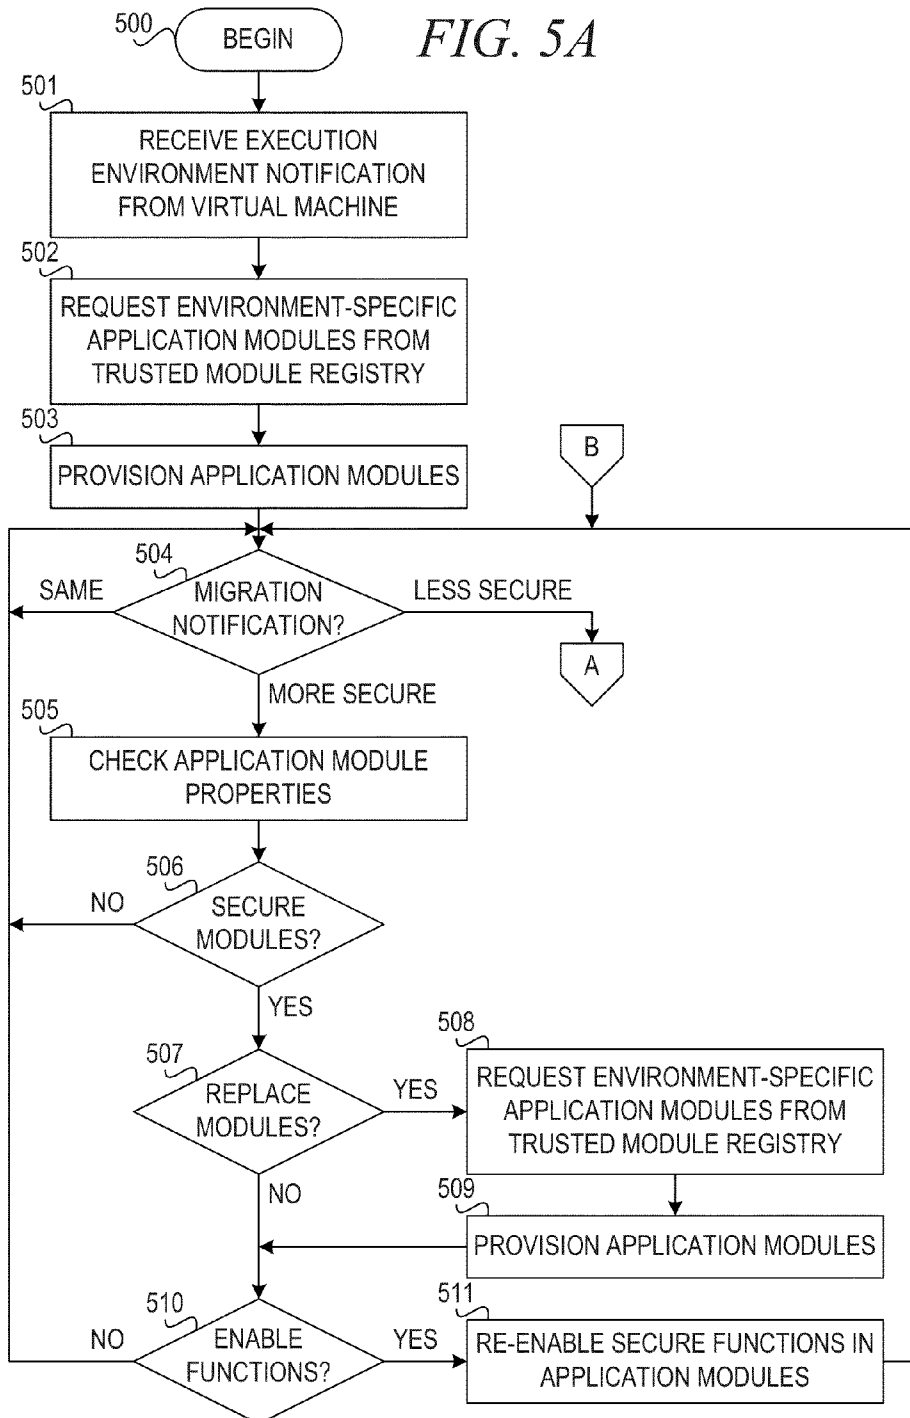 500
BEGIN
FIG. 5A
501
RECEIVE EXECUTION
ENVIRONMENT NOTIFICATION
FROM VIRTUAL MACHINE
502
REQUEST ENVIRONMENT-SPECIFIC
APPLICATION MODULES FROM
TRUSTED MODULE REGISTRY
503
PROVISION APPLICATION MODULES
B
504
SAME
MIGRATION
NOTIFICATION?
LESS SECURE
A
MORE SECURE
505
CHECK APPLICATION MODULE
PROPERTIES
506
NO
SECURE
MODULES?
YES
507
REPLACE
MODULES?
YES
508
REQUEST ENVIRONMENT-SPECIFIC
APPLICATION MODULES FROM
TRUSTED MODULE REGISTRY
NO
509
PROVISION APPLICATION MODULES
510
NO
ENABLE
FUNCTIONS?
YES
511
RE-ENABLE SECURE FUNCTIONS IN
APPLICATION MODULES